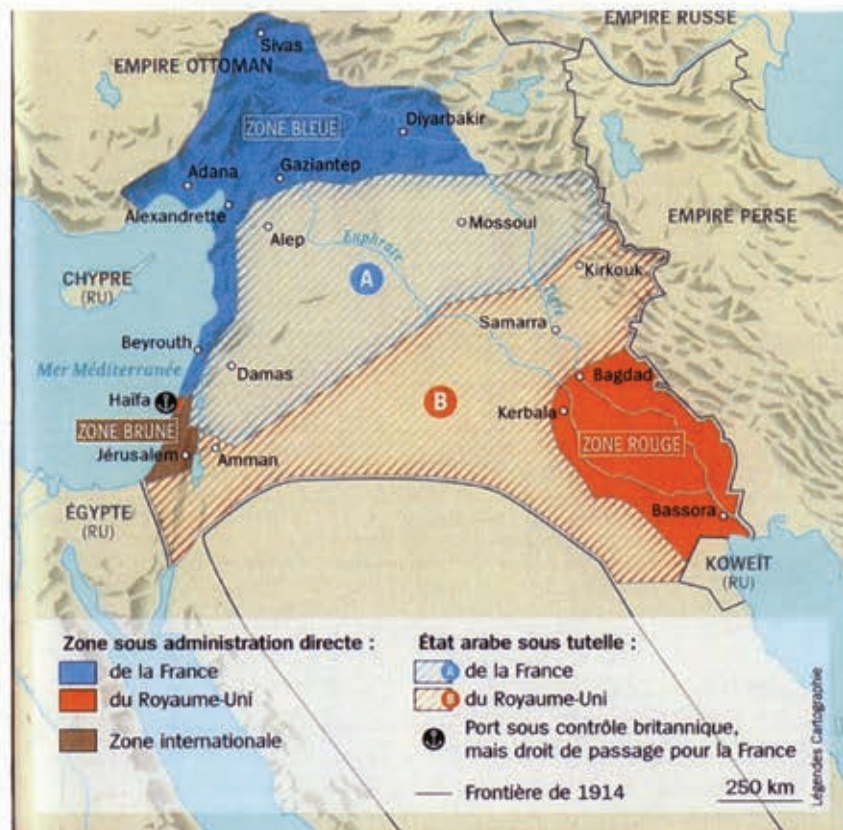 EMPIRE RUSSE
Sivas
EMPIRE OTTOMAN
ZONE BLEUE
Diyarbakir
Adana
Gaziantep
Alexandrette
Alep
Mossoul
EMPIRE PERSE
Euphrate
CHYPRE
(RU)
A
Kirkouk
Tigre
Samarra
Beyrouth
Mer Méditerranée
Damas
Bagdad
Haïfa
B
Kerbala
ZONE BRUNE
ZONE ROUGE
Jérusalem
Amman
Bassora
ÉGYPTE
(RU)
KOWEÏT
(RU)
Zone sous administration directe :
de la France
du Royaume-Uni
Zone internationale
État arabe sous tutelle :
A de la France
B du Royaume-Uni
Port sous contrôle britannique,
mais droit de passage pour la France
Frontière de 1914
250 km
Légendes Cartographie